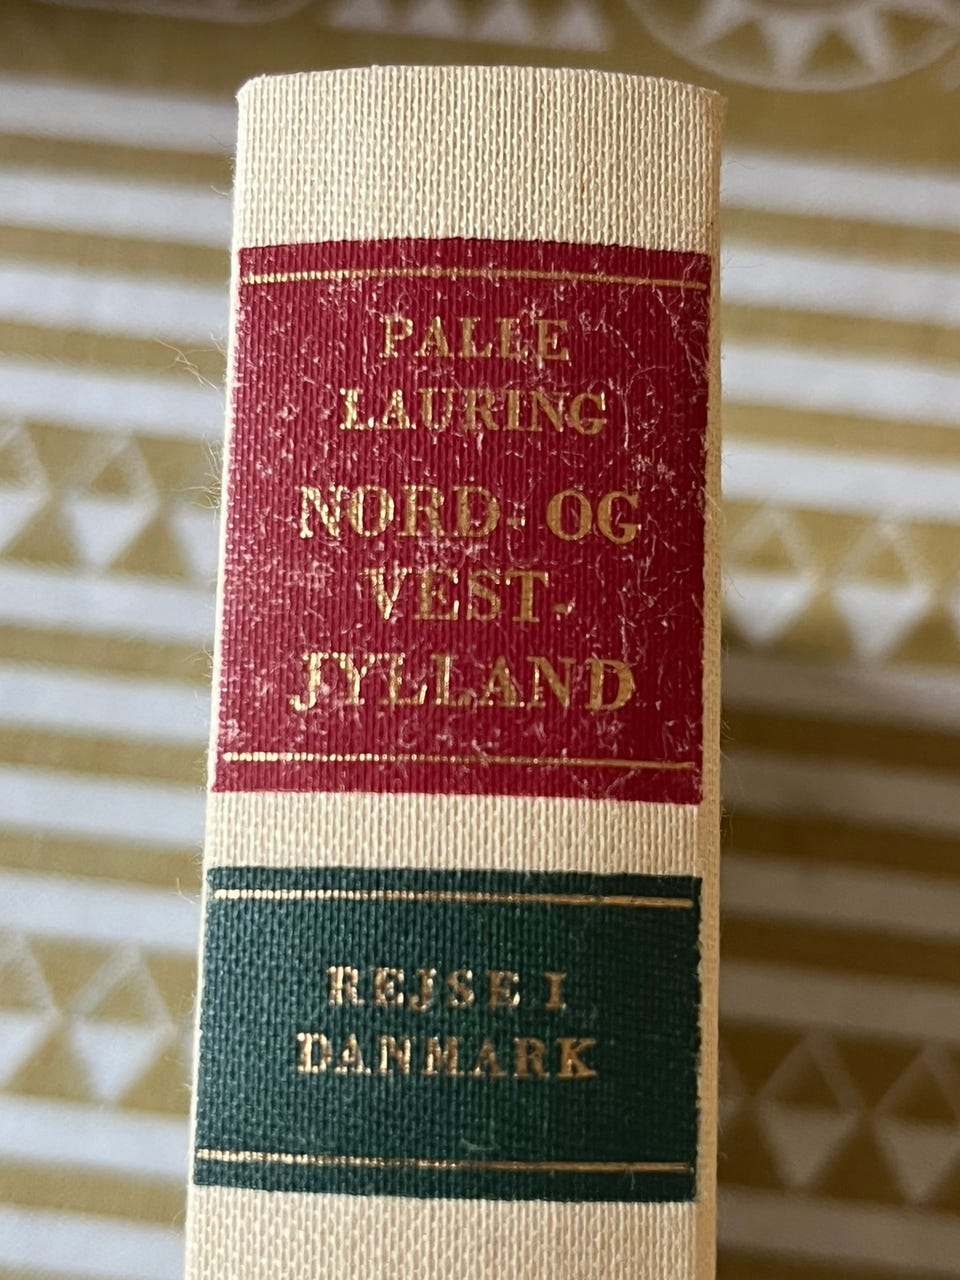 PALLE
LAURING
NORD- OG
VEST-
JYLLAND
REJSE I
DANMARK